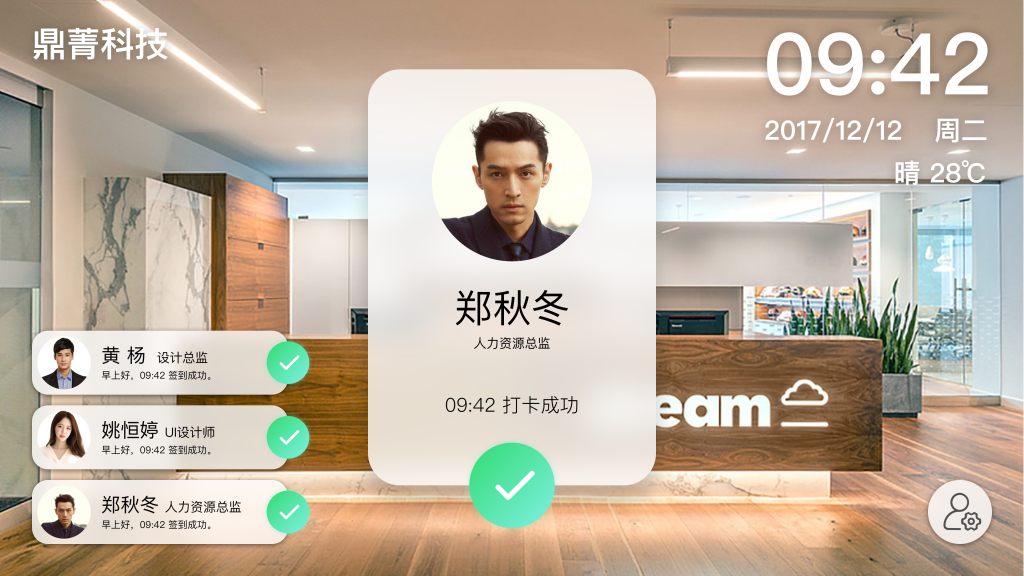 鼎菁科技
09:42
2017/12/12 周二
晴 28℃
郑秋冬
人力资源总监
09:42 打卡成功
黄 杨 设计总监
早上好，09:42 签到成功。
姚恒婷 UI设计师
早上好，09:42 签到成功。
郑秋冬 人力资源总监
早上好，09:42 签到成功。
eam